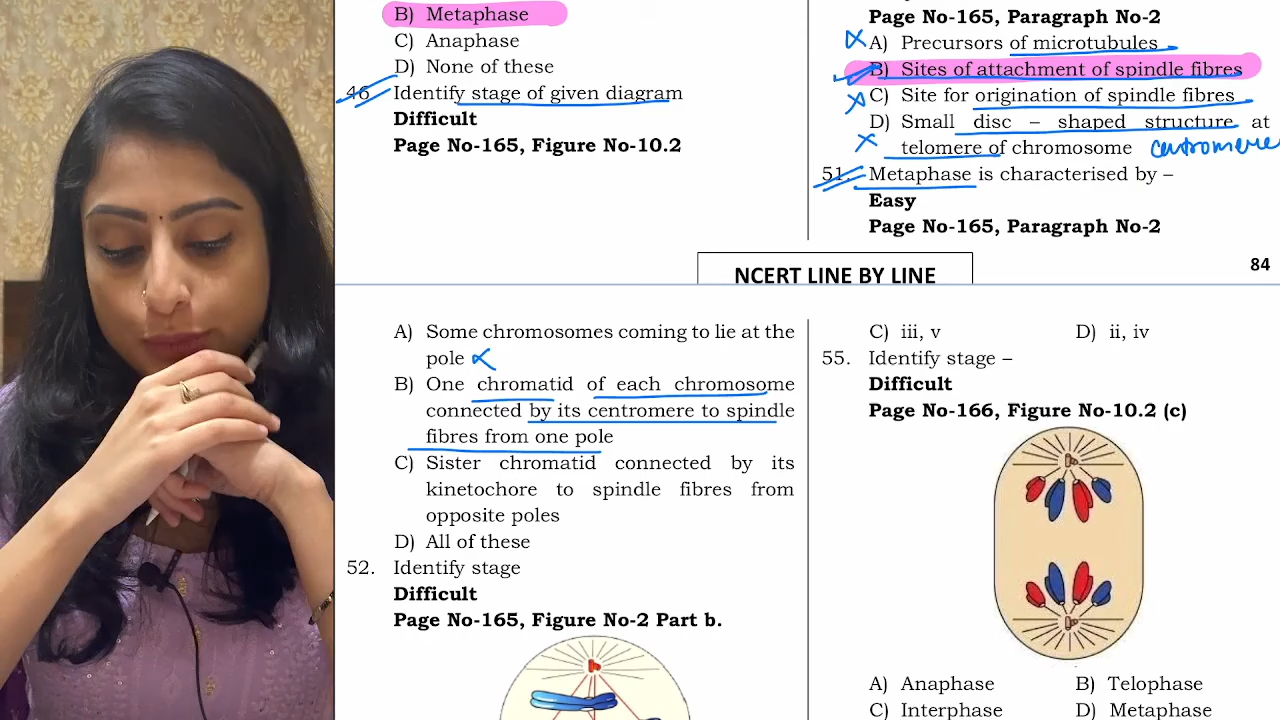 B) Metaphase
C) Anaphase
D) None of these
46 Identify stage of given diagram
Difficult
Page No-165, Figure No-10.2
Page No-165, Paragraph No-2
A) Precursors of microtubules
B) Sites of attachment of spindle fibres
C) Site for origination of spindle fibres
D) Small disc – shaped structure at
telomere of chromosome centromere
51. Metaphase is characterised by –
Easy
Page No-165, Paragraph No-2
84
NCERT LINE BY LINE
A) Some chromosomes coming to lie at the
pole
B) One chromatid of each chromosome
connected by its centromere to spindle
fibres from one pole
C) Sister chromatid connected by its
kinetochore to spindle fibres from
opposite poles
D) All of these
52. Identify stage
Difficult
Page No-165, Figure No-2 Part b.
C) iii, v D) ii, iv
55. Identify stage –
Difficult
Page No-166, Figure No-10.2 (c)
A) Anaphase B) Telophase
C) Interphase D) Metaphase